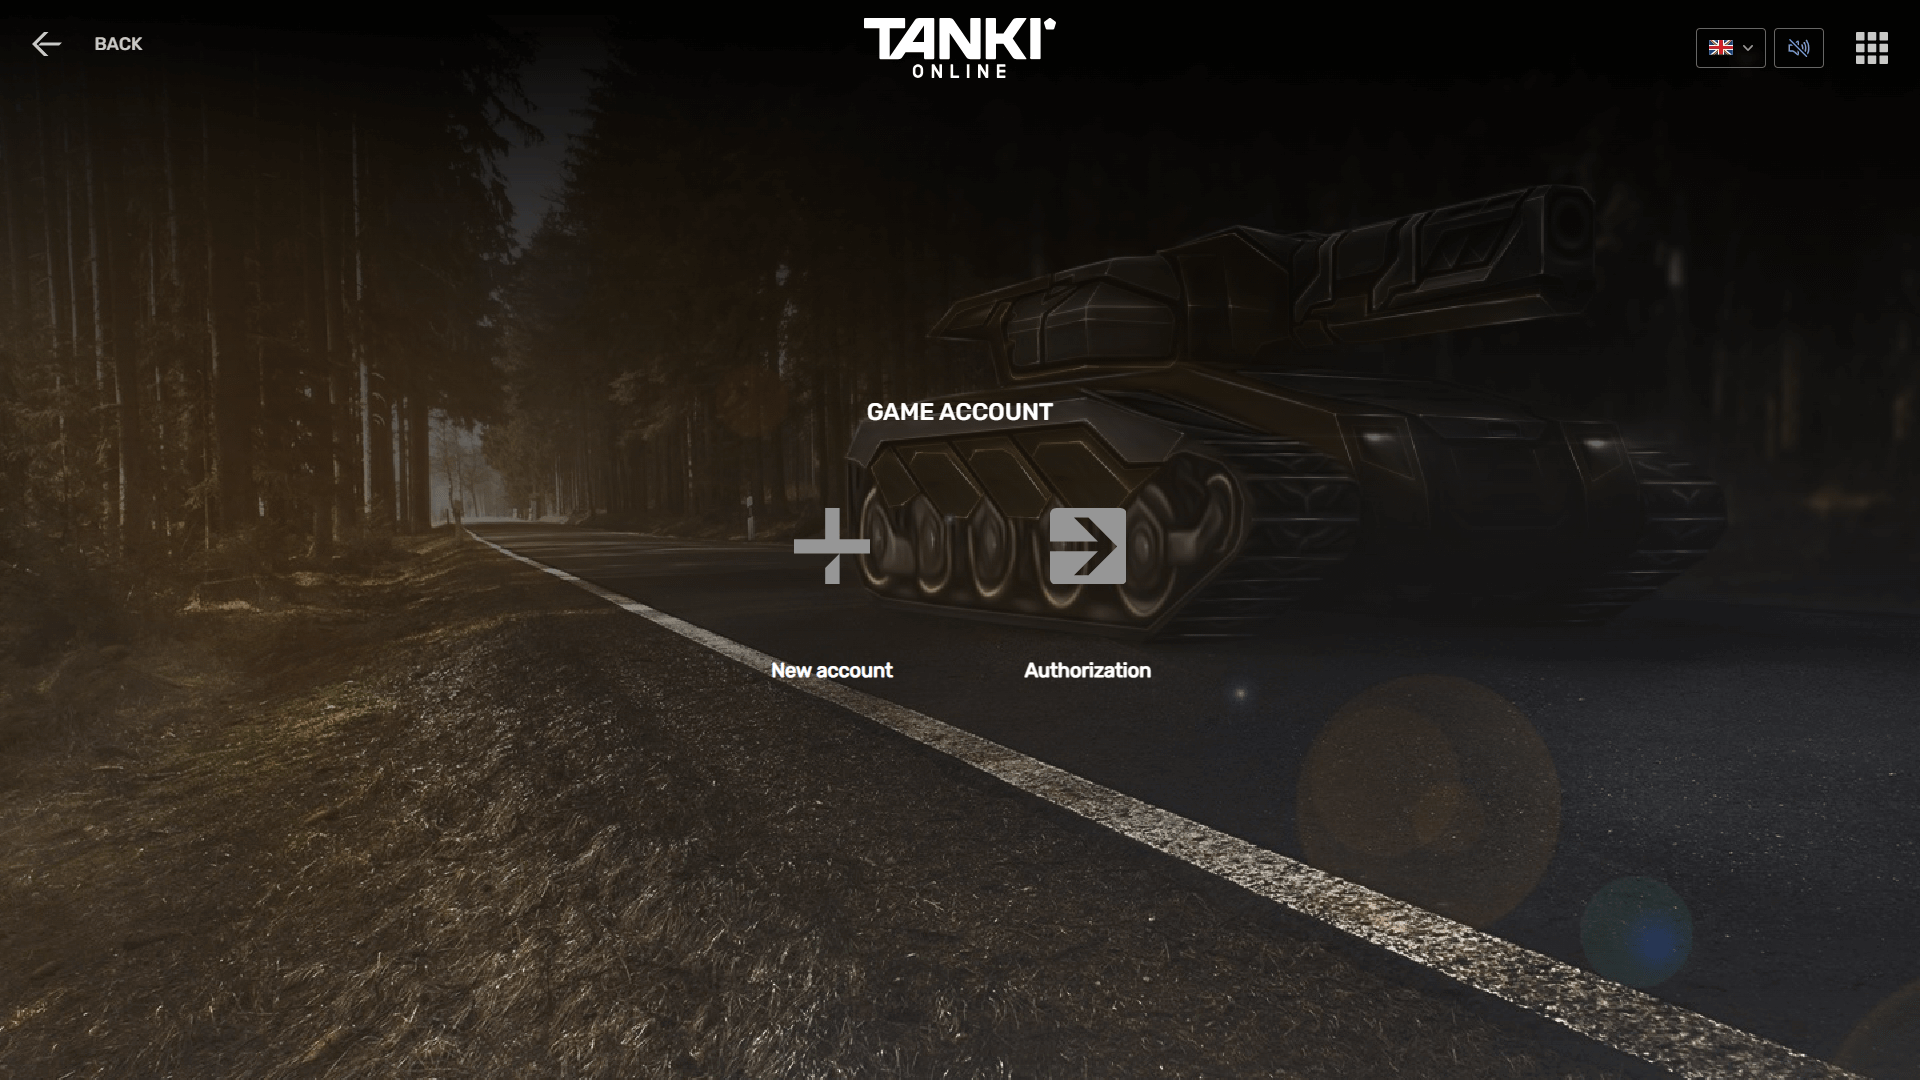 BACK
TANKI
ONLINE
GAME ACCOUNT
New account
Authorization